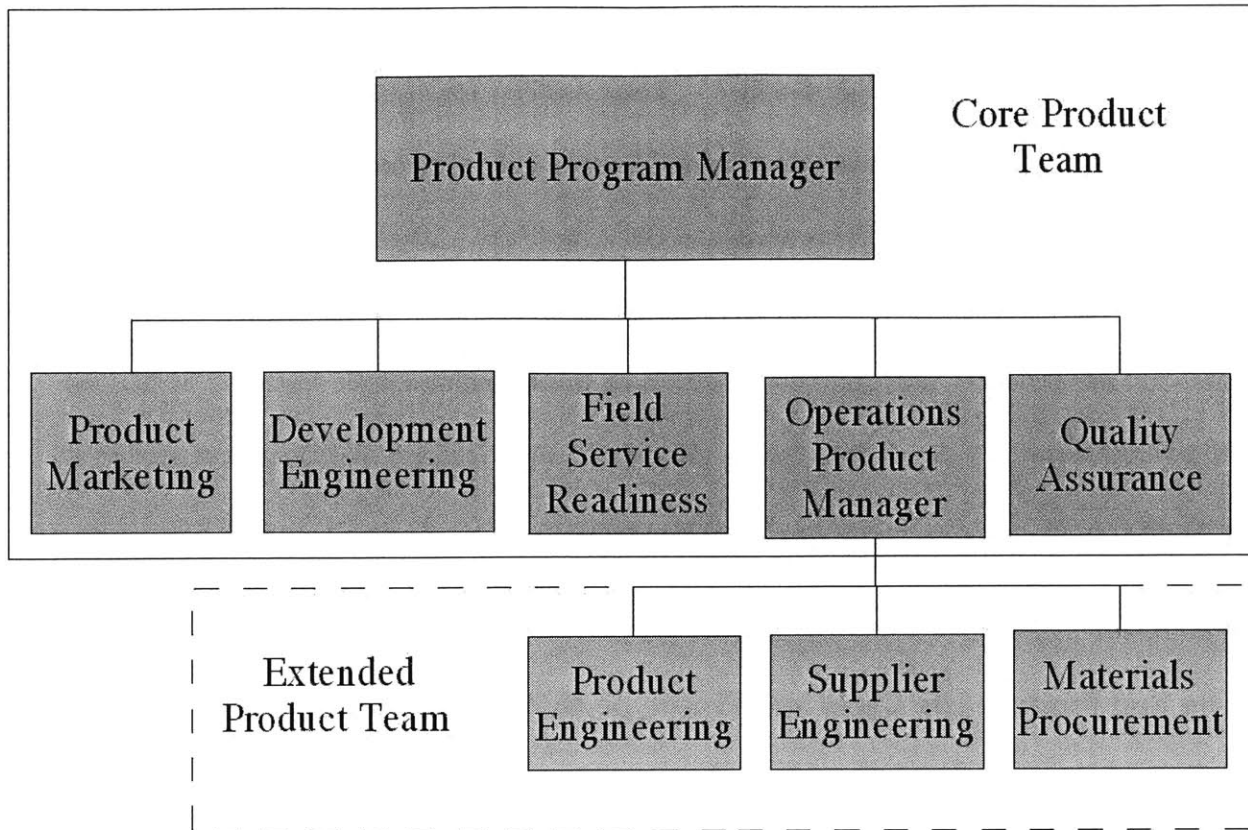 Core Product
Team
Product Program Manager
Product
Marketing
Development
Engineering
Field
Service
Readiness
Operations
Product
Manager
Quality
Assurance
Extended
Product Team
Product
Engineering
Supplier
Engineering
Materials
Procurement